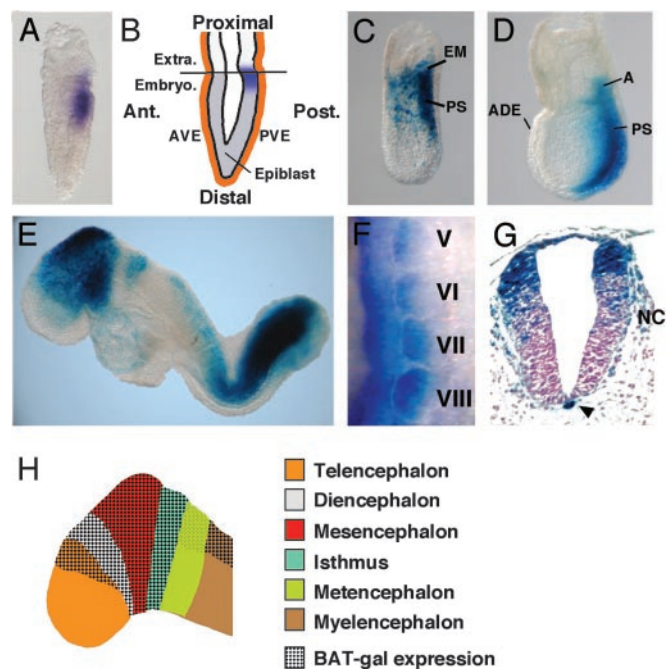 A
B
Proximal
Extra.
Embryo.
Ant.
Post.
AVE
PVE
Epiblast
Distal
C
EM
PS
D
A
ADE
PS
E
F
V
VI
VII
VIII
G
NC
H
Telencephalon
Diencephalon
Mesencephalon
Isthmus
Metencephalon
Myelencephalon
BAT-gal expression